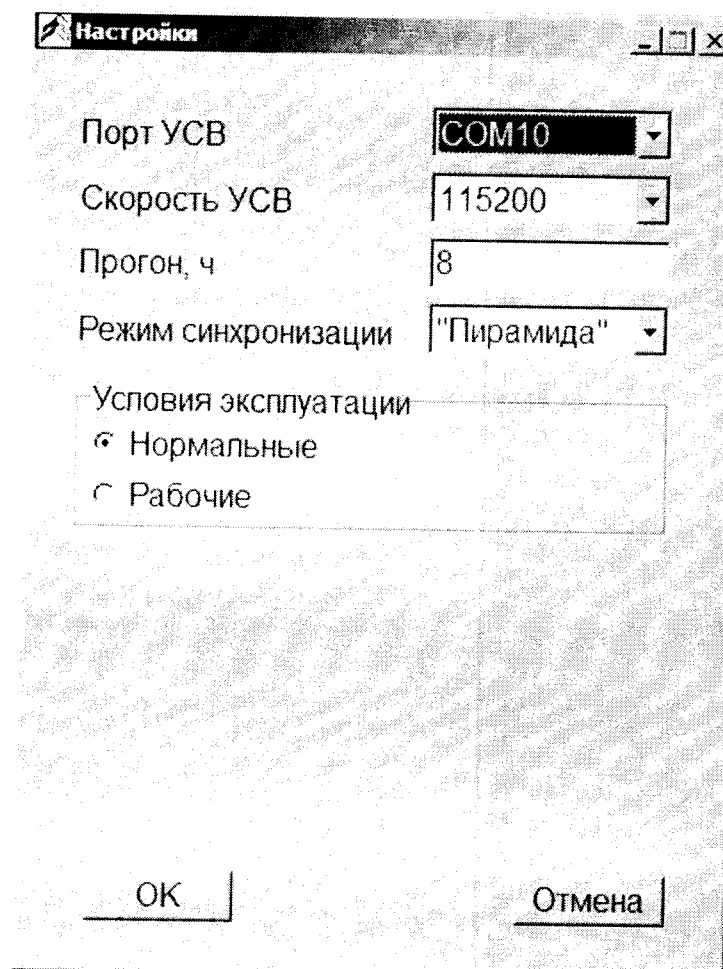 Настройки
Порт УСВ COM10
Скорость УСВ 115200
Прогон, ч 8
Режим синхронизации "Пирамида"
Условия эксплуатации
Нормальные
Рабочие
OK Отмена